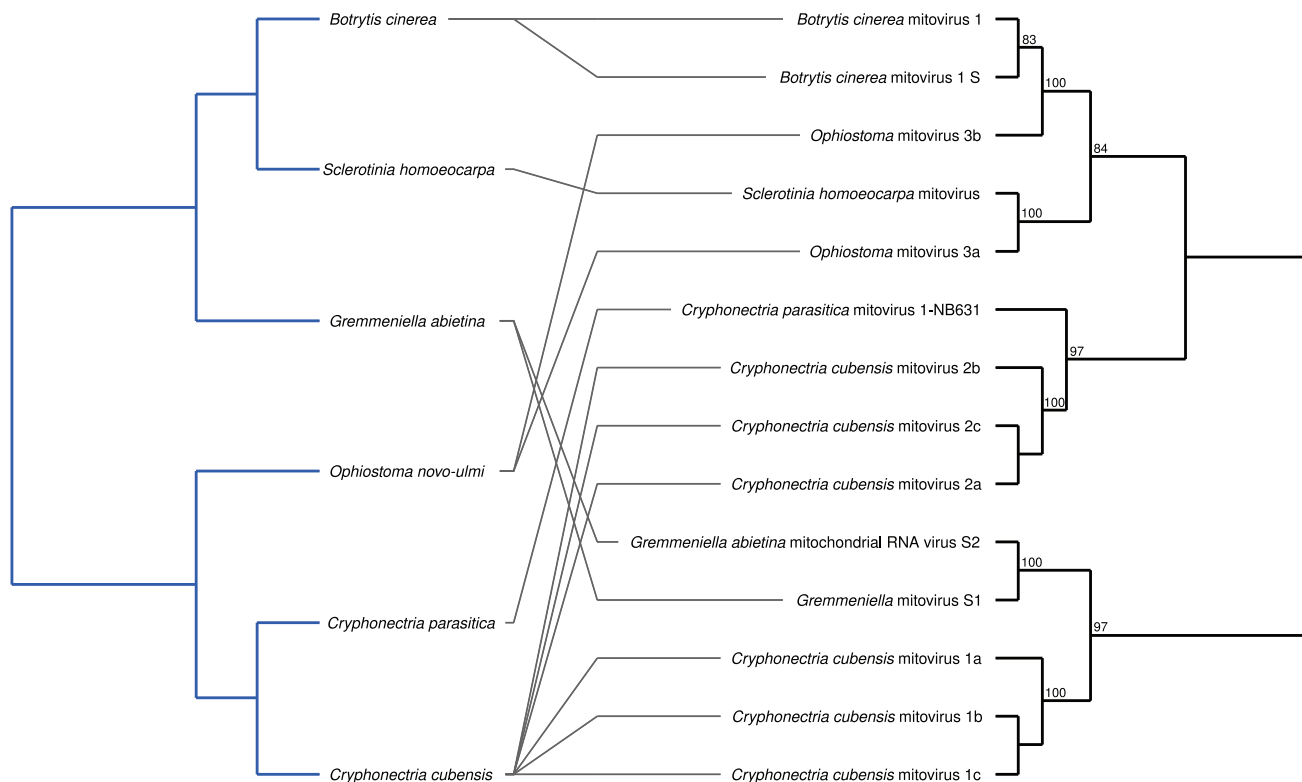 Botrytis cinerea
Botrytis cinerea mitovirus 1
83
Botrytis cinerea mitovirus 1 S
100
Ophiostoma mitovirus 3b
84
Sclerotinia homoeocarpa
Sclerotinia homoeocarpa mitovirus
100
Ophiostoma mitovirus 3a
Cryphonectria parasitica mitovirus 1-NB631
Gremmeniella abietina
97
Cryphonectria cubensis mitovirus 2b
100
Cryphonectria cubensis mitovirus 2c
Ophiostoma novo-ulmi
Cryphonectria cubensis mitovirus 2a
Gremmeniella abietina mitochondrial RNA virus S2
100
Gremmeniella mitovirus S1
Cryphonectria parasitica
97
Cryphonectria cubensis mitovirus 1a
100
Cryphonectria cubensis mitovirus 1b
Cryphonectria cubensis
Cryphonectria cubensis mitovirus 1c